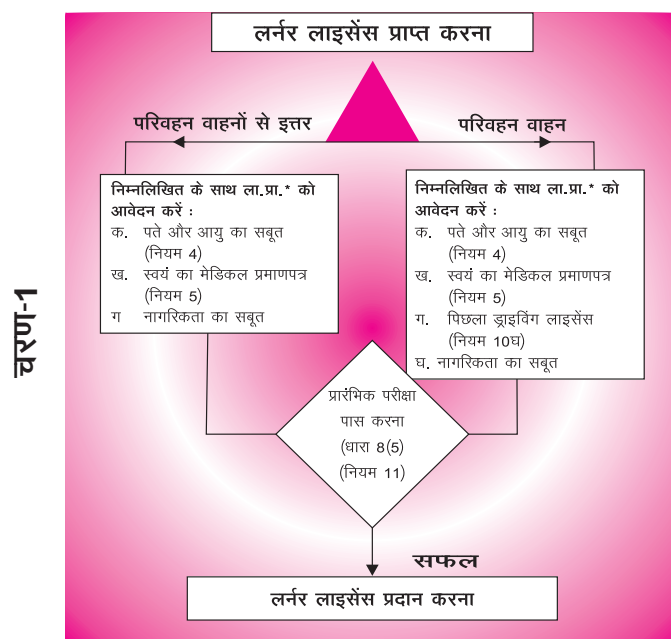 लर्नर लाइसेंस प्राप्त करना
परिवहन वाहनों से इत्तर
परिवहन वाहन
निम्नलिखित के साथ ला.प्रा.* को
आवेदन करें :
क. पते और आयु का सबूत
(नियम 4)
ख. स्वयं का मेडिकल प्रमाणपत्र
(नियम 5)
ग नागरिकता का सबूत
निम्नलिखित के साथ ला.प्रा.* को
आवेदन करें :
क. पते और आयु का सबूत
(नियम 4)
ख. स्वयं का मेडिकल प्रमाणपत्र
(नियम 5)
ग. पिछला ड्राइविंग लाइसेंस
(नियम 10घ)
घ. नागरिकता का सबूत
चरण-1
प्रारंभिक परीक्षा
पास करना
(धारा 8(5)
(नियम 11)
सफल
लर्नर लाइसेंस प्रदान करना